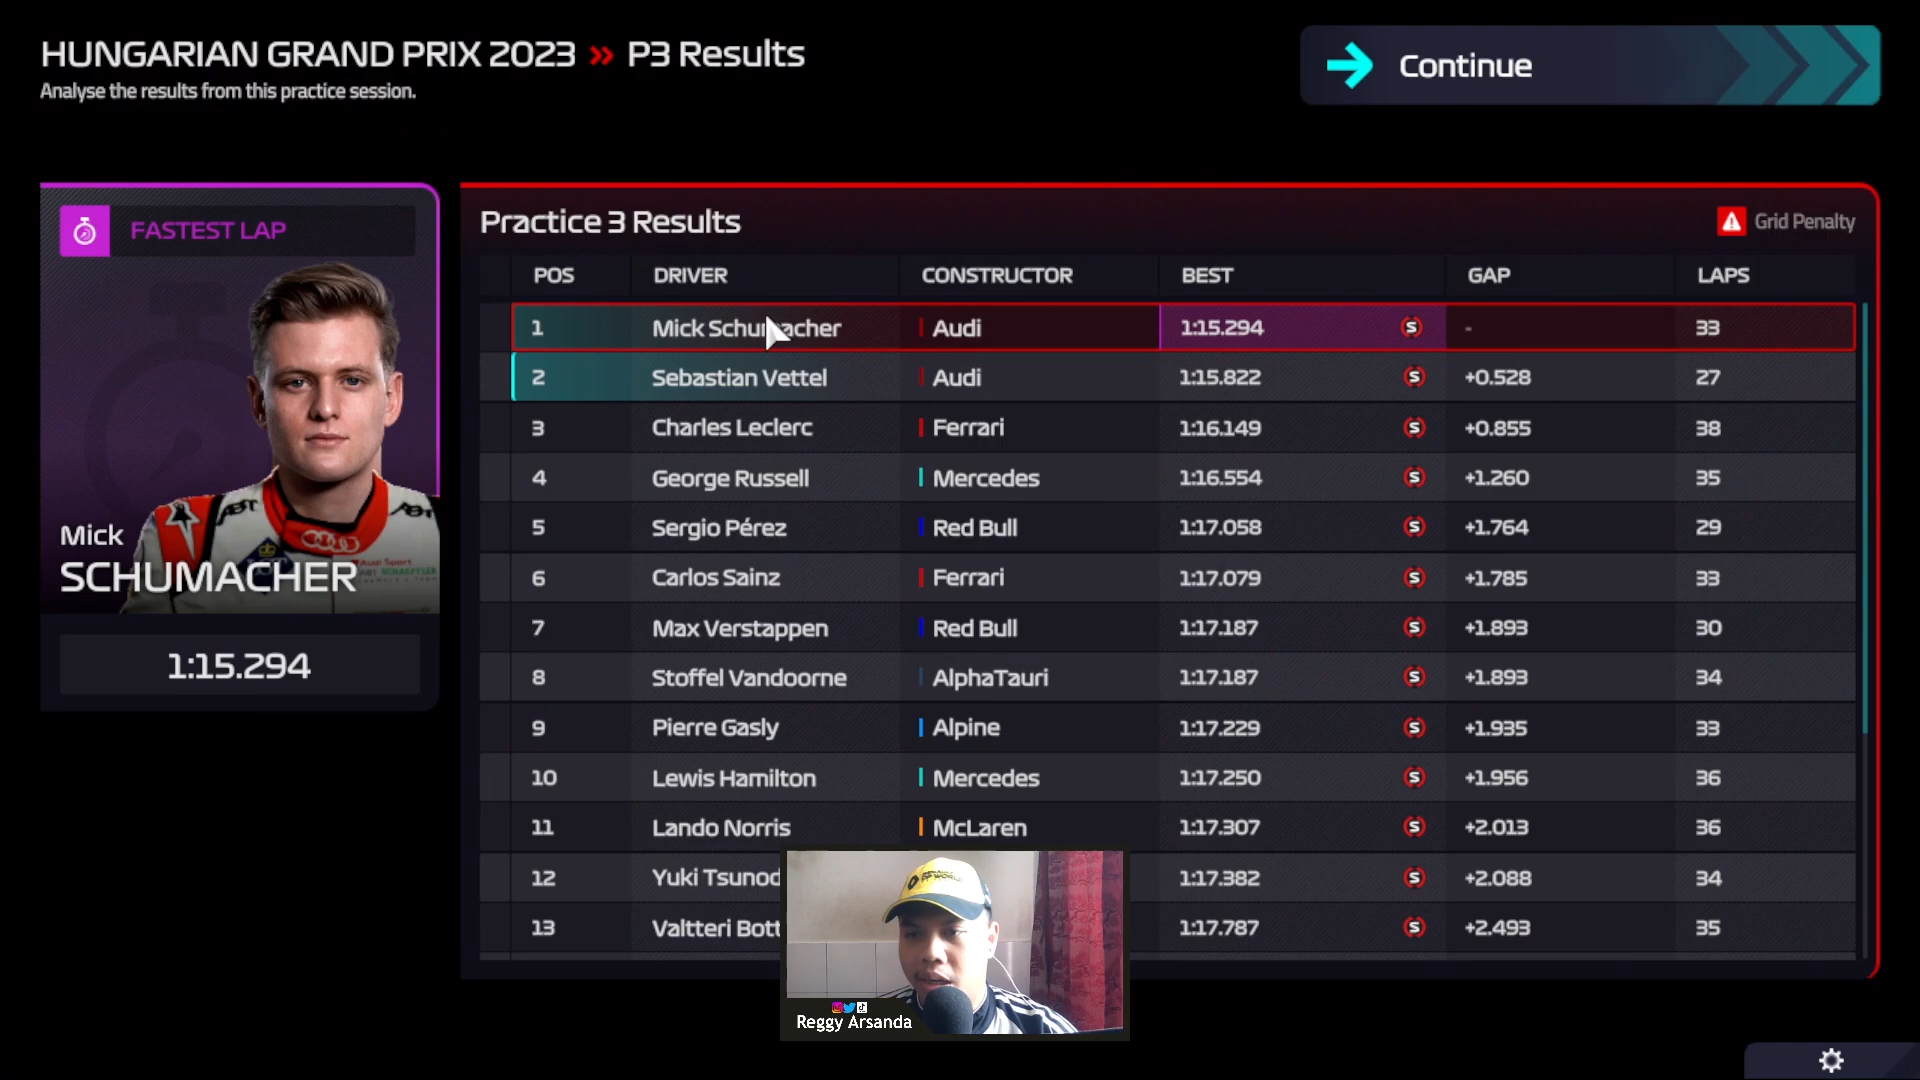 HUNGARIAN GRAND PRIX 2023 » P3 Results
Analyse the results from this practice session.
Continue
FASTEST LAP
Mick
SCHUMACHER
1:15.294
Practice 3 Results
Grid Penalty
POS DRIVER CONSTRUCTOR BEST GAP LAPS
1 Mick Schumacher Audi 1:15.294 S - 33
2 Sebastian Vettel Audi 1:15.822 S +0.528 27
3 Charles Leclerc Ferrari 1:16.149 S +0.855 38
4 George Russell Mercedes 1:16.554 S +1.260 35
5 Sergio Pérez Red Bull 1:17.058 S +1.764 29
6 Carlos Sainz Ferrari 1:17.079 S +1.785 33
7 Max Verstappen Red Bull 1:17.187 S +1.893 30
8 Stoffel Vandoorne AlphaTauri 1:17.187 S +1.893 34
9 Pierre Gasly Alpine 1:17.229 S +1.935 33
10 Lewis Hamilton Mercedes 1:17.250 S +1.956 36
11 Lando Norris McLaren 1:17.307 S +2.013 36
12 Yuki Tsunod 1:17.382 S +2.088 34
13 Valtteri Bott 1:17.787 S +2.493 35
Reggy Arsanda